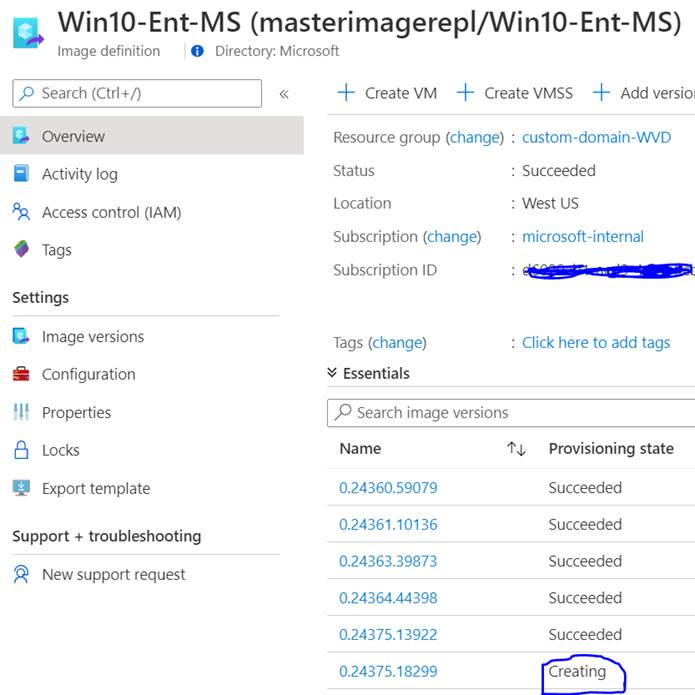 Win10-Ent-MS (masterimagerepl/Win10-Ent-MS)
Image definition
Directory: Microsoft
Search (Ctrl+/)
«
Overview
Activity log
Access control (IAM)
Tags
Settings
Image versions
Configuration
Properties
Locks
Export template
Support + troubleshooting
New support request
+ Create VM + Create VMSS + Add versio
Resource group (change) : custom-domain-WVD
Status : Succeeded
Location : West US
Subscription (change) : microsoft-internal
Subscription ID :
Tags (change) : Click here to add tags
Essentials
Search image versions
Name ↑↓ Provisioning state
0.24360.59079 Succeeded
0.24361.10136 Succeeded
0.24363.39873 Succeeded
0.24364.44398 Succeeded
0.24375.13922 Succeeded
0.24375.18299 Creating